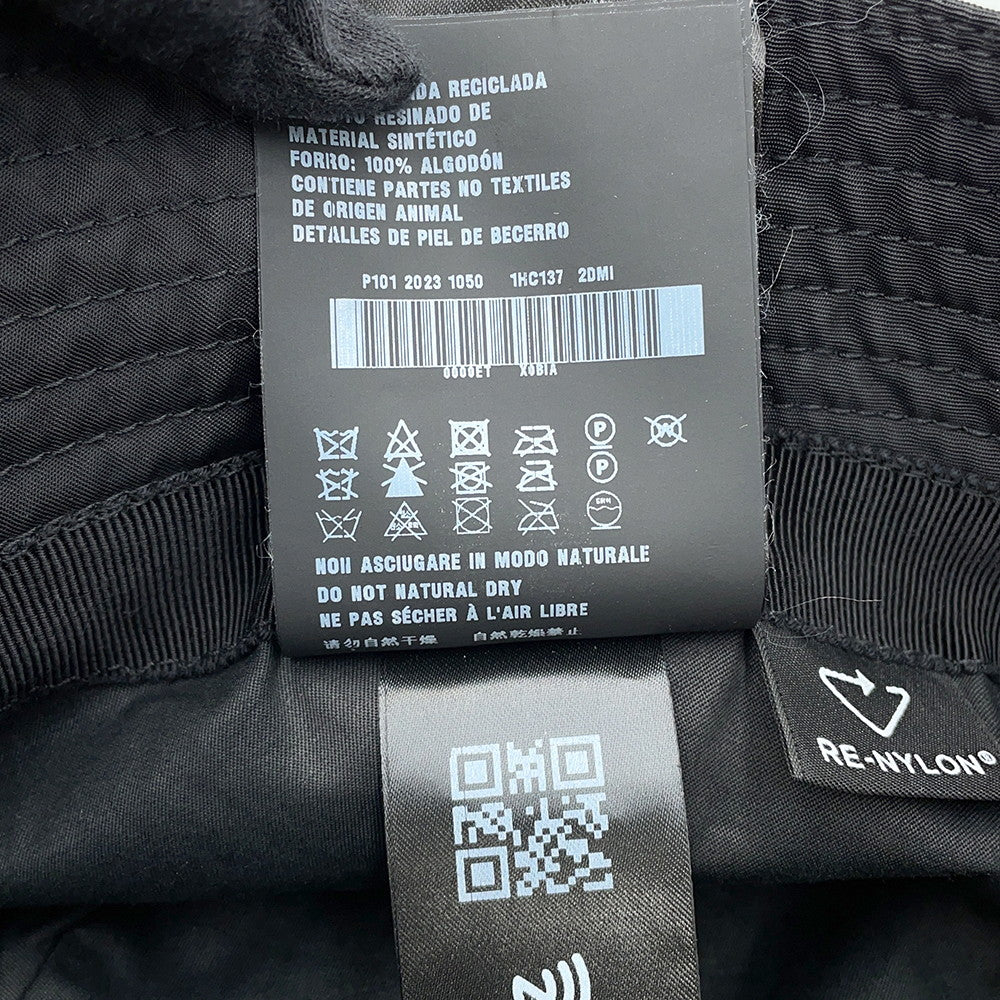 DA RECICLADA
RESINADO DE
MATERIAL SINTÉTICO
FORRO: 100% ALGODÓN
CONTIENE PARTES NO TEXTILES
DE ORIGEN ANIMAL
DETALLES DE PIEL DE BECERRO
P101 2023 1050 1HC137 2DMI
0000ET X0BIA
P
P
NON ASCIUGARE IN MODO NATURALE
DO NOT NATURAL DRY
NE PAS SÉCHER À L'AIR LIBRE
请勿自然干燥 自然乾燥禁止
RE-NYLON®